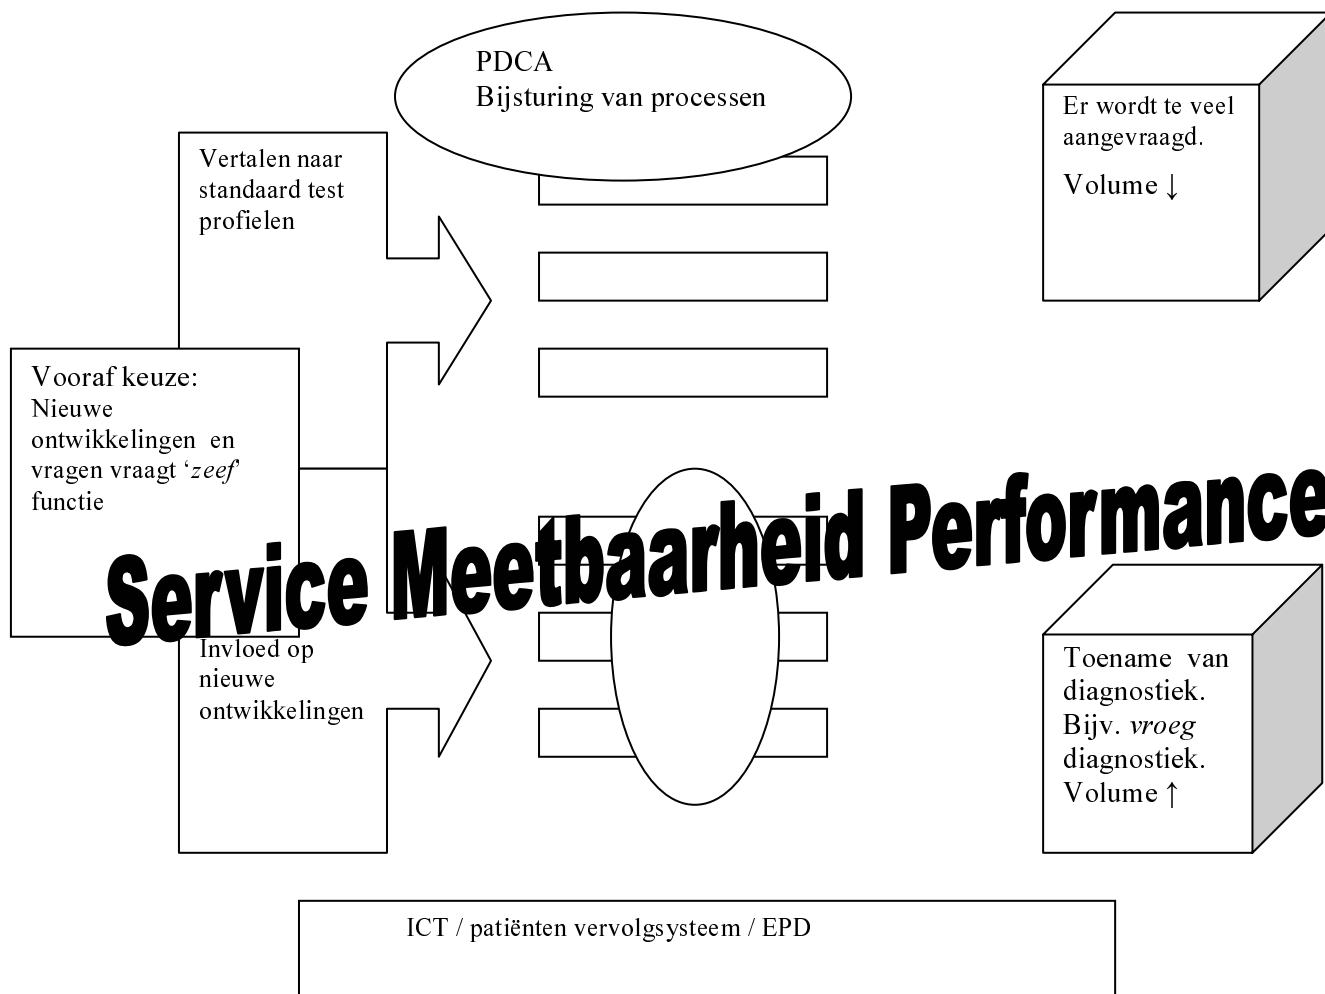 PDCA
Bijsturing van processen
Er wordt te veel
aangevraagd.
Volume ↓
Vertalen naar
standaard test
profielen
Vooraf keuze:
Nieuwe
ontwikkelingen en
vragen vraagt ‘zeef’
functie
Service Meetbaarheid Performance
Invloed op
nieuwe
ontwikkelingen
Toename van
diagnostiek.
Bijv. vroeg
diagnostiek.
Volume ↑
ICT / patiënten vervolgsysteem / EPD